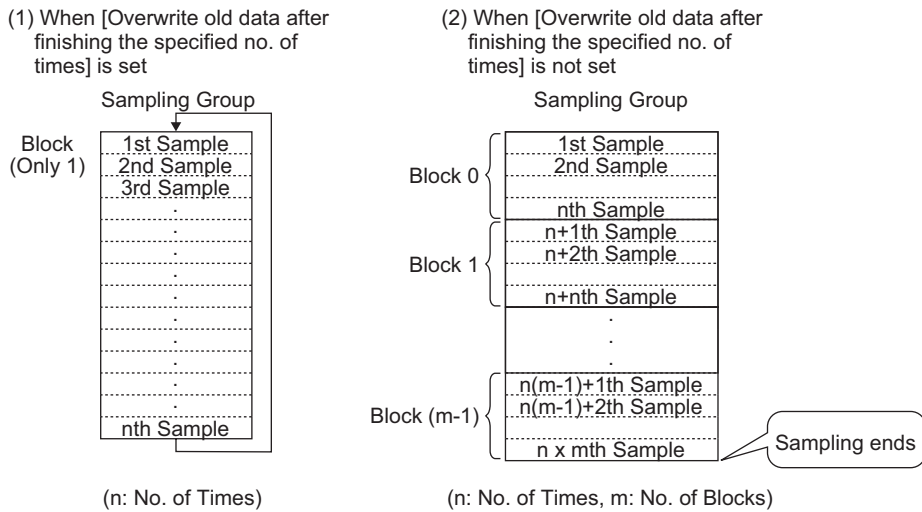 (1) When [Overwrite old data after
finishing the specified no. of
times] is set
Sampling Group
Block
(Only 1)
1st Sample
2nd Sample
3rd Sample
.
.
.
.
.
.
.
.
.
.
nth Sample
(n: No. of Times)
(2) When [Overwrite old data after
finishing the specified no. of
times] is not set
Sampling Group
Block 0
1st Sample
2nd Sample
nth Sample
Block 1
n+1th Sample
n+2th Sample
n+nth Sample
.
.
.
Block (m-1)
n(m-1)+1th Sample
n(m-1)+2th Sample
n x mth Sample
Sampling ends
(n: No. of Times, m: No. of Blocks)